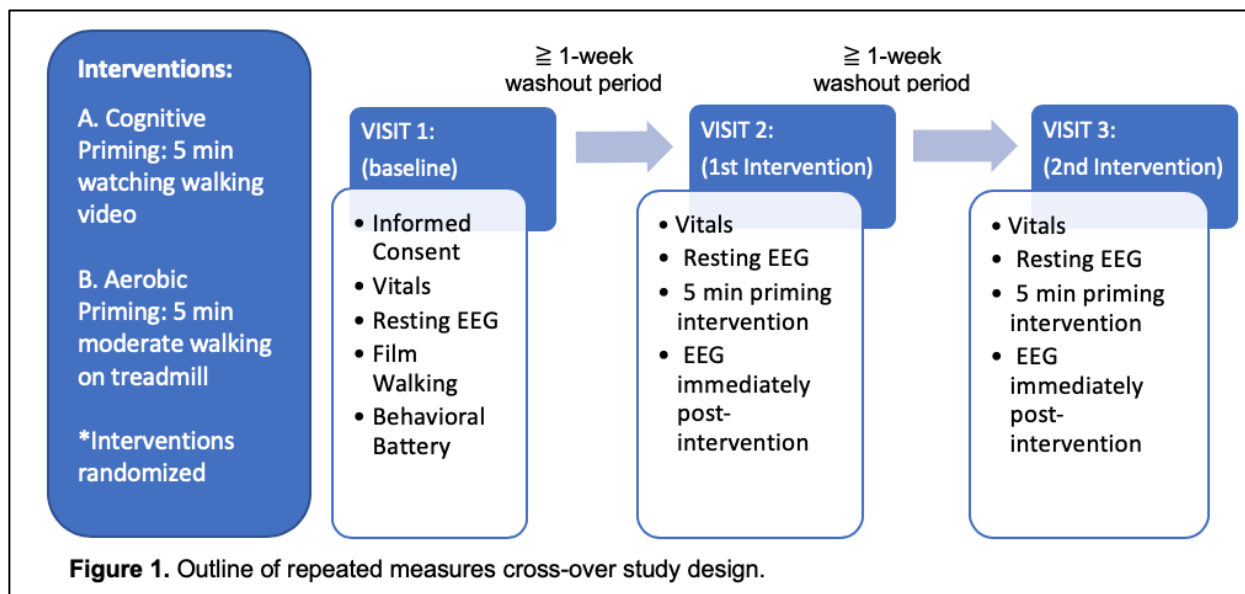 Interventions:
A. Cognitive
Priming: 5 min
watching walking
video
B. Aerobic
Priming: 5 min
moderate walking
on treadmill
*Interventions
randomized
≧ 1-week
washout period
≧ 1-week
washout period
VISIT 1:
(baseline)
• Informed
Consent
• Vitals
• Resting EEG
• Film
Walking
• Behavioral
Battery
VISIT 2:
(1st Intervention)
• Vitals
• Resting EEG
• 5 min priming
intervention
• EEG
immediately
post-
intervention
VISIT 3:
(2nd Intervention)
• Vitals
• Resting EEG
• 5 min priming
intervention
• EEG
immediately
post-
intervention
Figure 1. Outline of repeated measures cross-over study design.